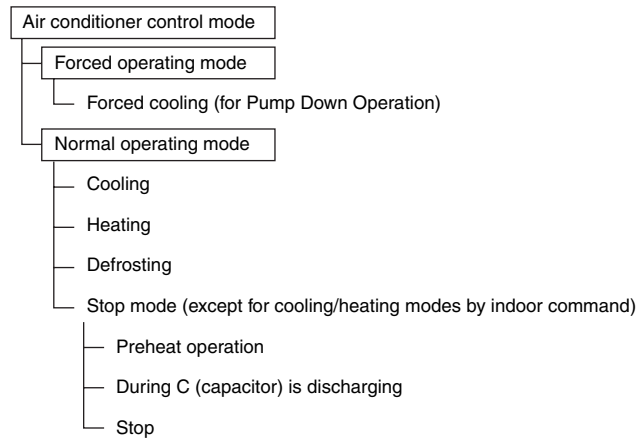 Air conditioner control mode
Forced operating mode
Forced cooling (for Pump Down Operation)
Normal operating mode
Cooling
Heating
Defrosting
Stop mode (except for cooling/heating modes by indoor command)
Preheat operation
During C (capacitor) is discharging
Stop